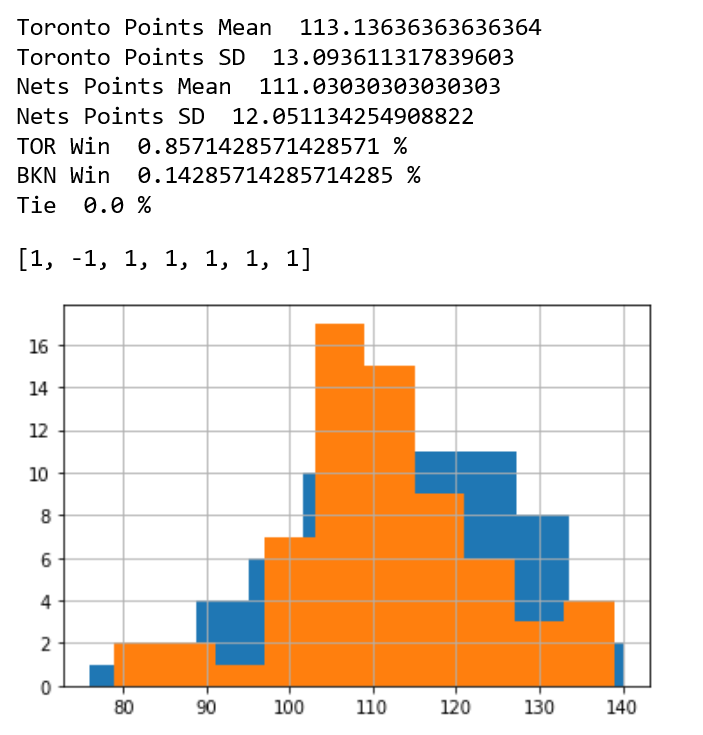 Toronto Points Mean  113.13636363636364
Toronto Points SD  13.093611317839603
Nets Points Mean  111.03030303030303
Nets Points SD  12.051134254908822
TOR Win  0.8571428571428571 %
BKN Win  0.14285714285714285 %
Tie  0.0 %
[1, -1, 1, 1, 1, 1, 1]
16
14
12
10
8
6
4
2
0
80 90 100 110 120 130 140